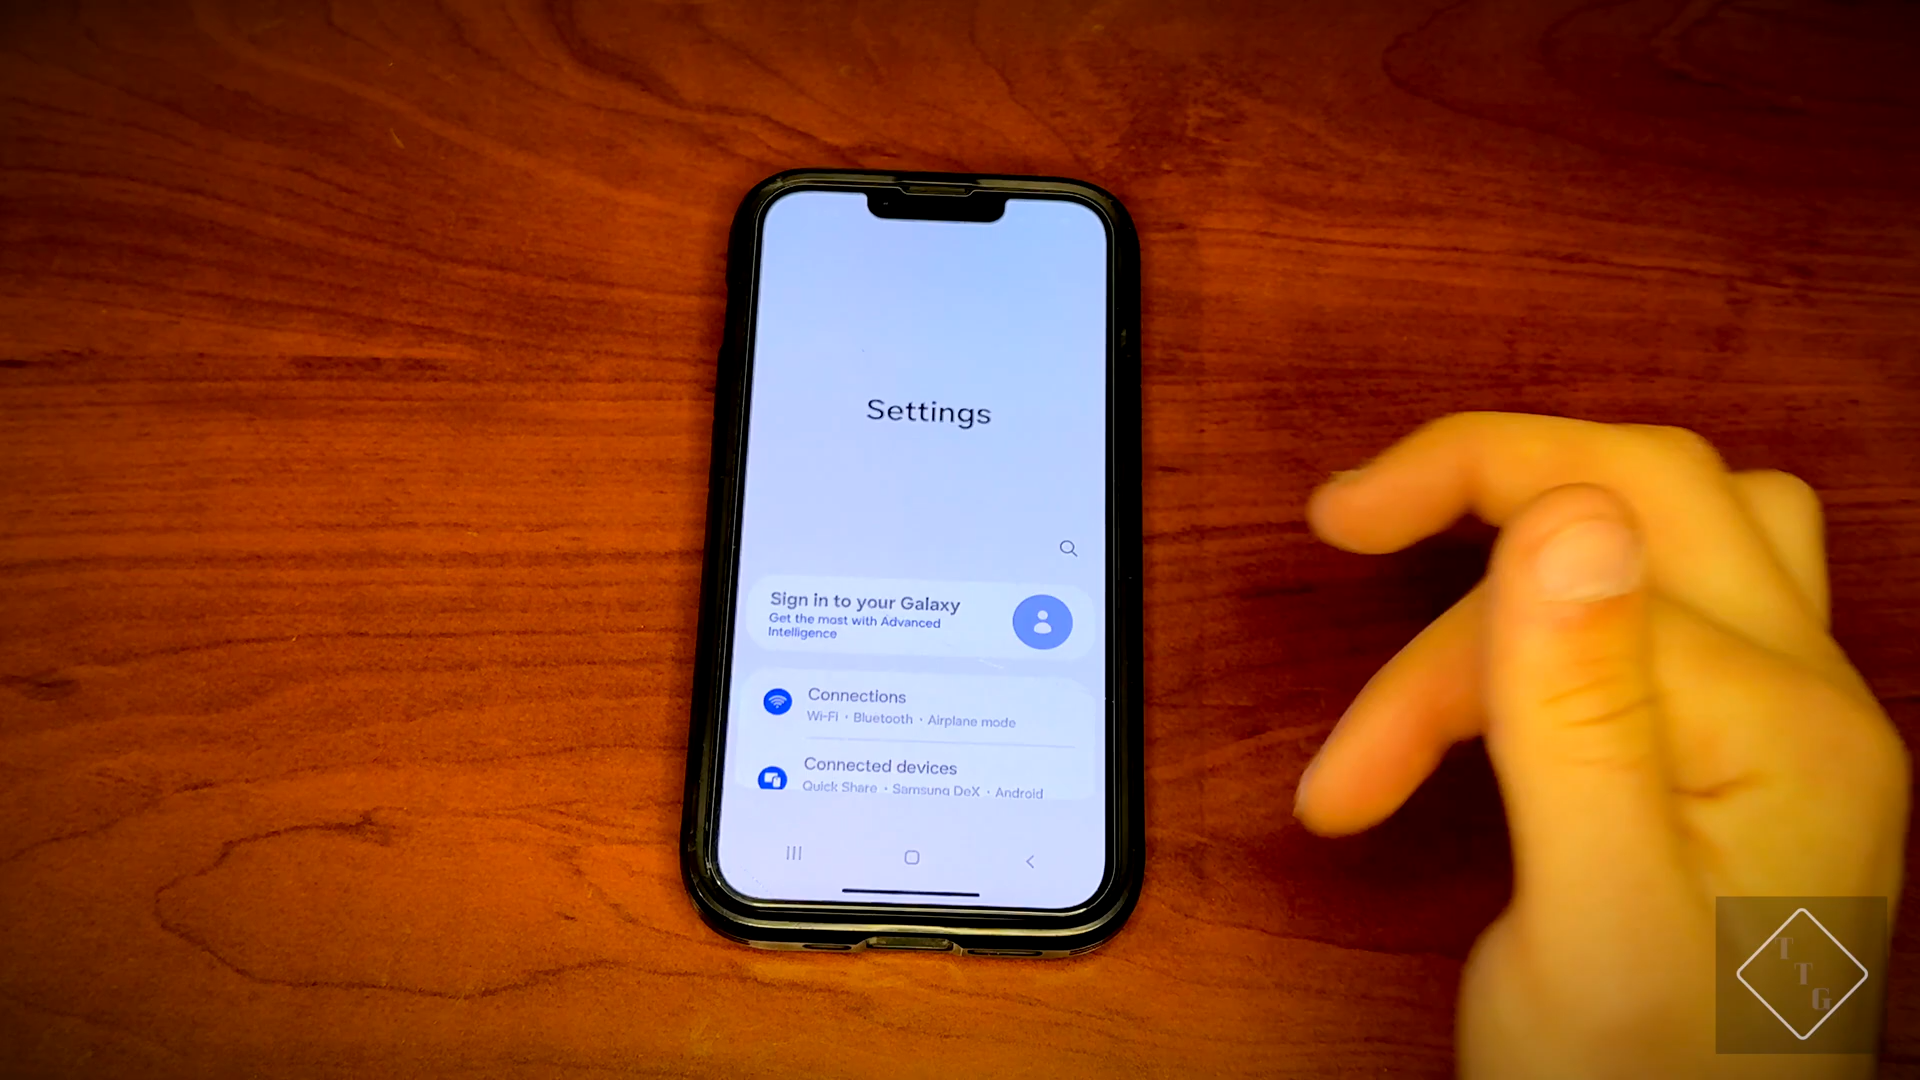 Settings
Sign in to your Galaxy
Get the most with Advanced
Intelligence
Connections
Wi-Fi • Bluetooth • Airplane mode
Connected devices
Quick Share • Samsung DeX • Android
T
T
G